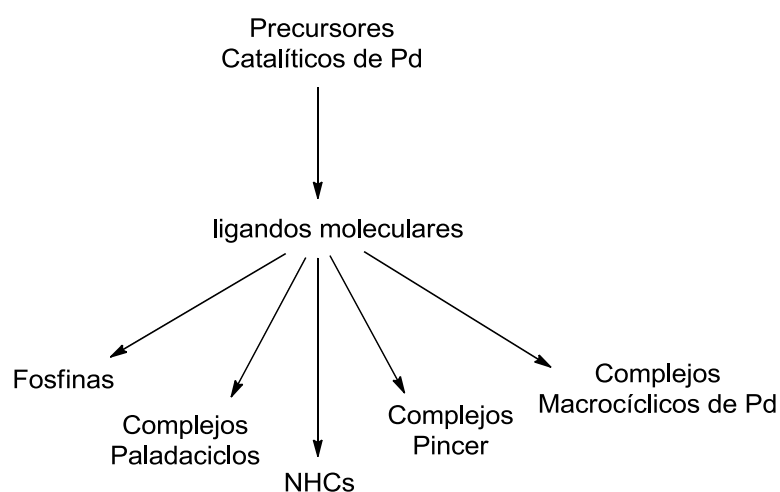 Precursores
Catalíticos de Pd
ligandos moleculares
Fosfinas
Complejos
Paladaciclos
NHCs
Complejos
Pincer
Complejos
Macrocíclicos de Pd